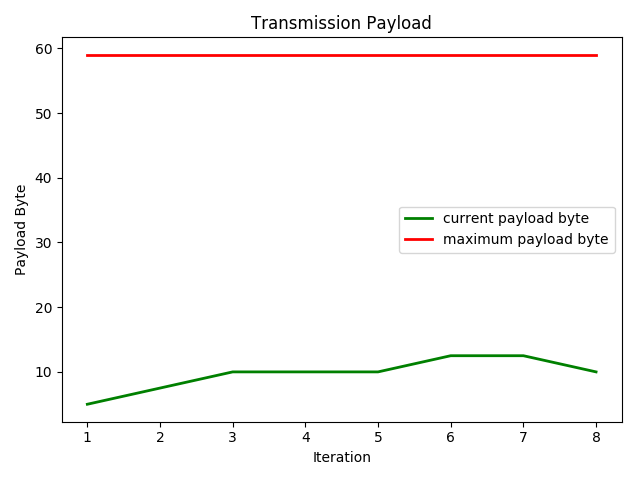 Transmission Payload
60
50
40
30
20
10
Payload Byte
current payload byte
maximum payload byte
1 2 3 4 5 6 7 8
Iteration